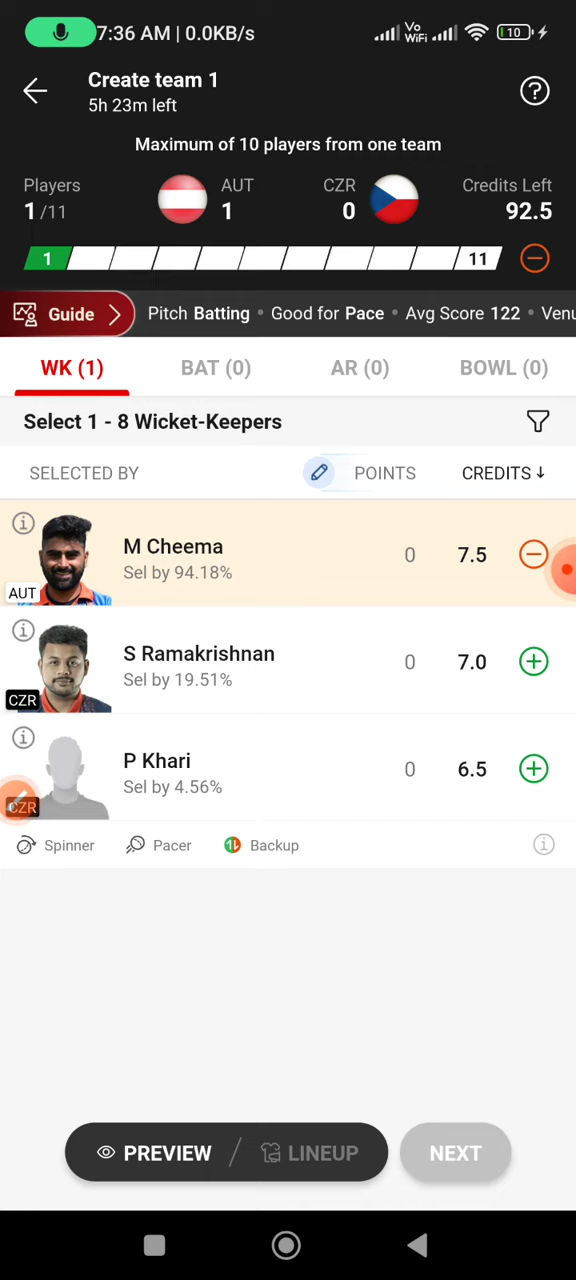 7:36 AM | 0.0KB/s
Vo WiFi
10
Create team 1
5h 23m left
?
Maximum of 10 players from one team
Players AUT CZR Credits Left
1/11 1 0 92.5
1 11
Guide Pitch Batting • Good for Pace • Avg Score 122 • Venu
WK (1) BAT (0) AR (0) BOWL (0)
Select 1 - 8 Wicket-Keepers
SELECTED BY POINTS CREDITS↓
M Cheema 0 7.5
Sel by 94.18%
AUT
S Ramakrishnan 0 7.0
Sel by 19.51%
CZR
P Khari 0 6.5
Sel by 4.56%
CZR
Spinner Pacer Backup
PREVIEW / LINEUP NEXT